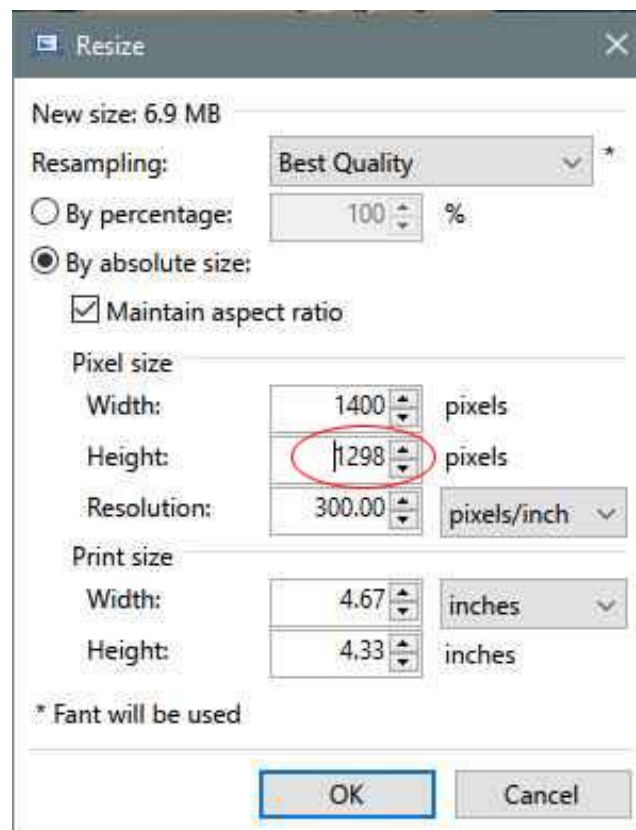 Resize
New size: 6.9 MB
Resampling: Best Quality *
By percentage: 100 %
By absolute size:
Maintain aspect ratio
Pixel size
Width: 1400 pixels
Height: 1298 pixels
Resolution: 300.00 pixels/inch
Print size
Width: 4.67 inches
Height: 4.33 inches
* Fant will be used
OK Cancel